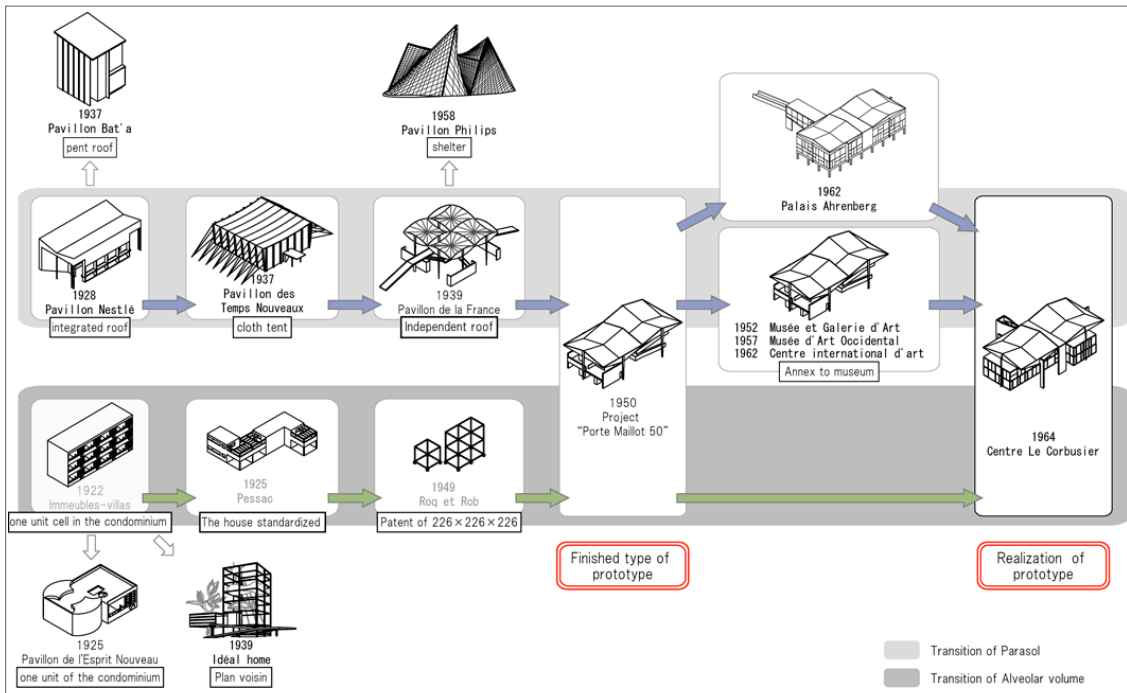 1937
Pavillon Bat'a
pent roof
1958
Pavillon Philips
shelter
1962
Palais Ahrenberg
1928
Pavillon Nestlé
integrated roof
1937
Pavillon des
Temps Nouveaux
cloth tent
1939
Pavillon de la France
Independent roof
1952 Musée et Galerie d'Art
1957 Musée d'Art Occidental
1962 Centre international d'art
Annex to museum
1950
Project
"Porte Maillot 50"
1964
Centre Le Corbusier
1922
Immeubles-villas
one unit cell in the condominium
1925
Pessac
The house standardized
1949
Roq et Rob
Patent of 226×226×226
Finished type of
prototype
Realization of
prototype
1925
Pavillon de l'Esprit Nouveau
one unit of the condominium
1939
Idéal home
Plan voisin
Transition of Parasol
Transition of Alveolar volume